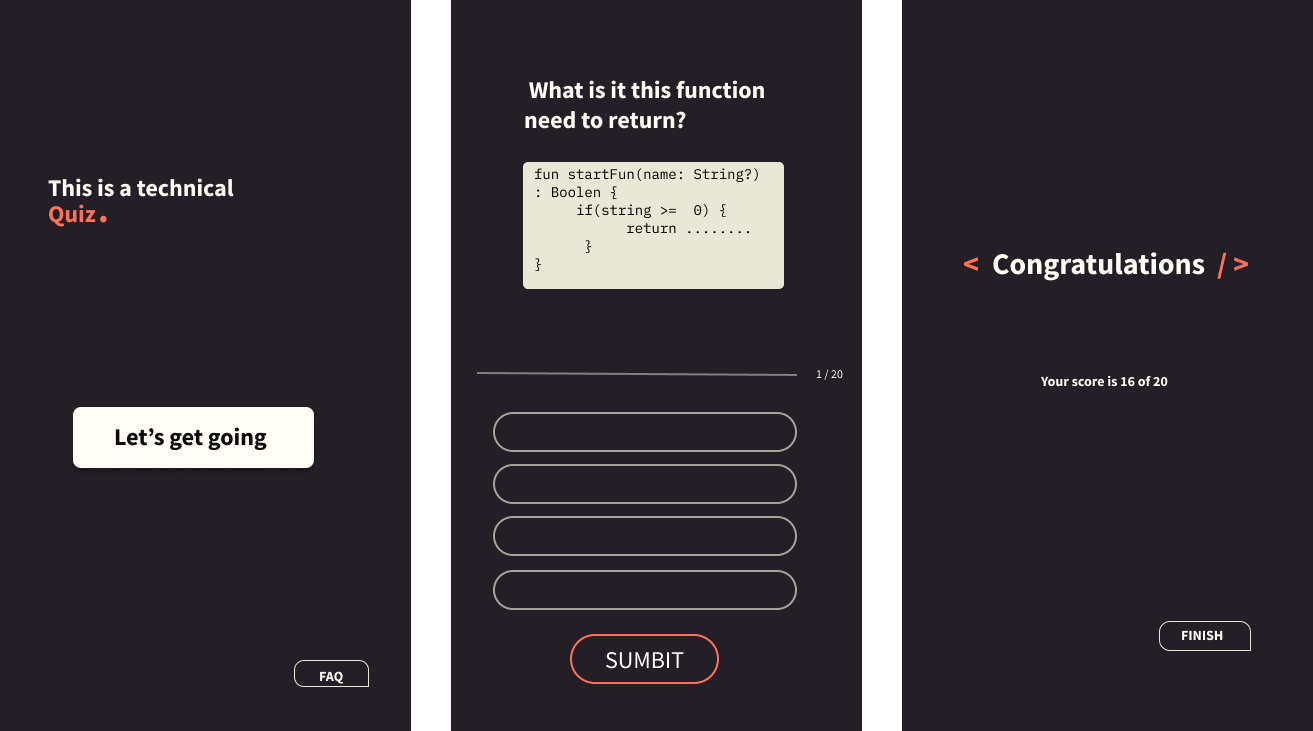 This is a technical
Quiz.
Let’s get going
FAQ
What is it this function
need to return?
fun startFun(name: String?)
: Boolen {
if(string >=  0) {
return ........
}
}
1 / 20
SUMBIT
< Congratulations / >
Your score is 16 of 20
FINISH